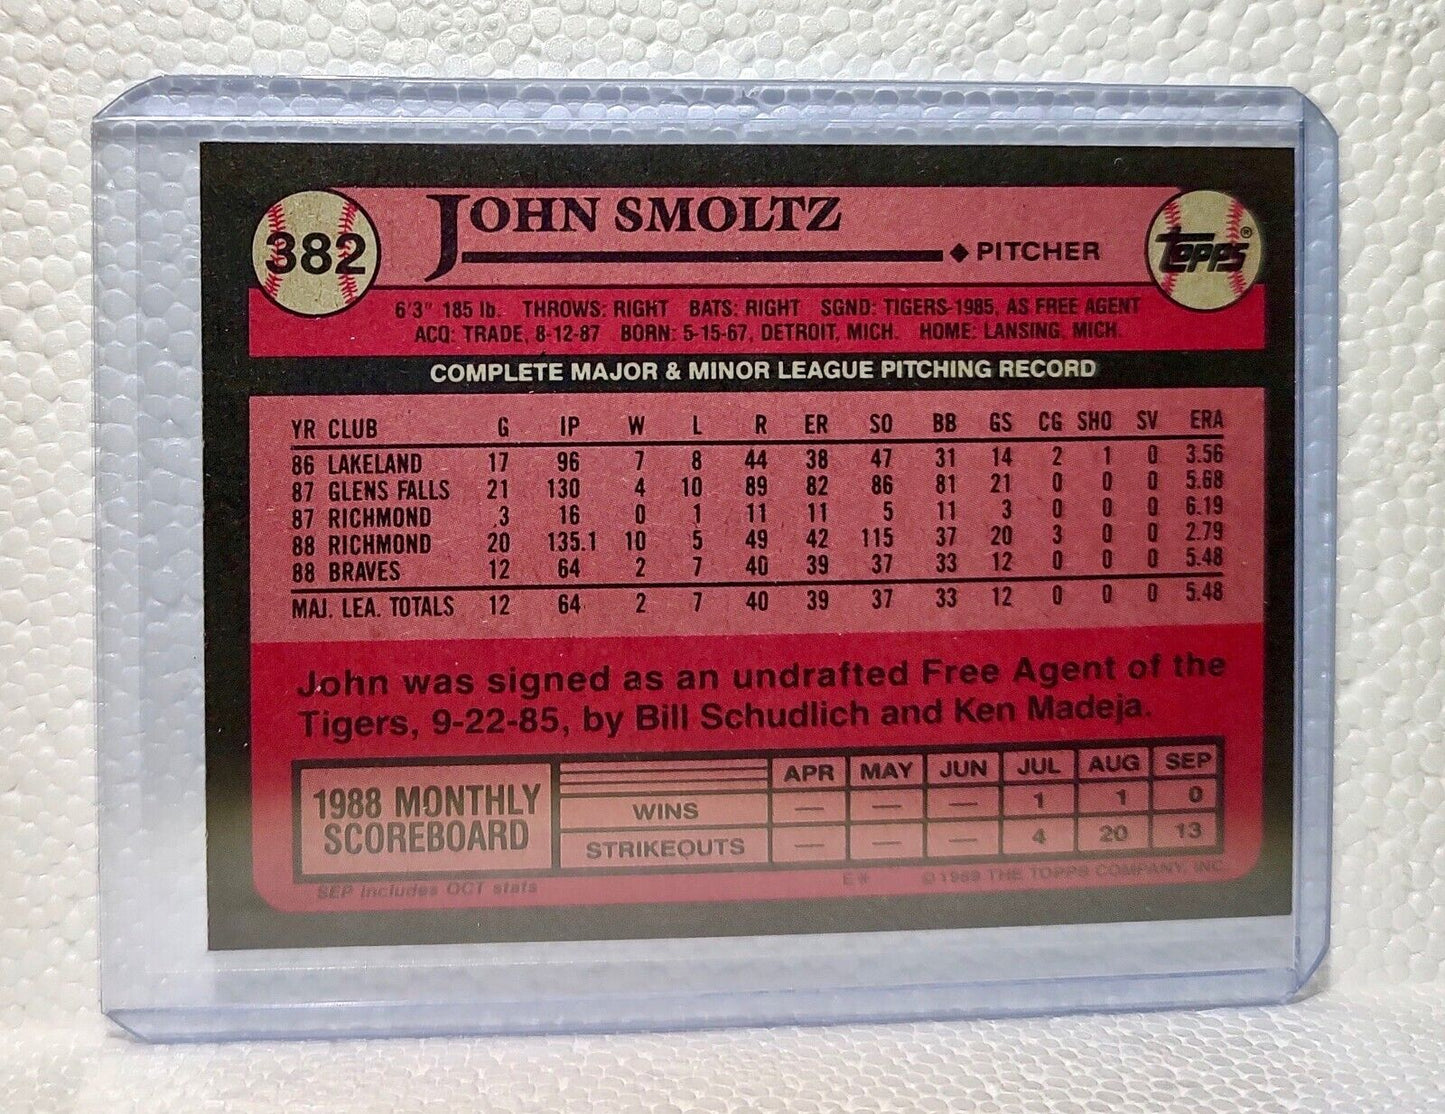 382
JOHN SMOLTZ
PITCHER
TOPPS®
6'3" 185 lb. THROWS: RIGHT BATS: RIGHT SGND: TIGERS-1985, AS FREE AGENT
ACQ: TRADE, 8-12-87 BORN: 5-15-67, DETROIT, MICH. HOME: LANSING, MICH.
COMPLETE MAJOR & MINOR LEAGUE PITCHING RECORD
YR CLUB G IP W L R ER SO BB GS CG SHO SV ERA
86 LAKELAND 17 96 7 8 44 38 47 31 14 2 1 0 3.56
87 GLENS FALLS 21 130 4 10 89 82 86 81 21 0 0 0 5.68
87 RICHMOND 3 16 0 1 11 11 5 11 3 0 0 0 6.19
88 RICHMOND 20 135.1 10 5 49 42 115 37 20 3 0 0 2.79
88 BRAVES 12 64 2 7 40 39 37 33 12 0 0 0 5.48
MAJ. LEA. TOTALS 12 64 2 7 40 39 37 33 12 0 0 0 5.48
John was signed as an undrafted Free Agent of the
Tigers, 9-22-85, by Bill Schudlich and Ken Madeja.
1988 MONTHLY
SCOREBOARD
APR MAY JUN JUL AUG SEP
WINS — — — 1 1 0
STRIKEOUTS — — — 4 20 13
SEP includes OCT stats
E* © 1989 THE TOPPS COMPANY, INC.